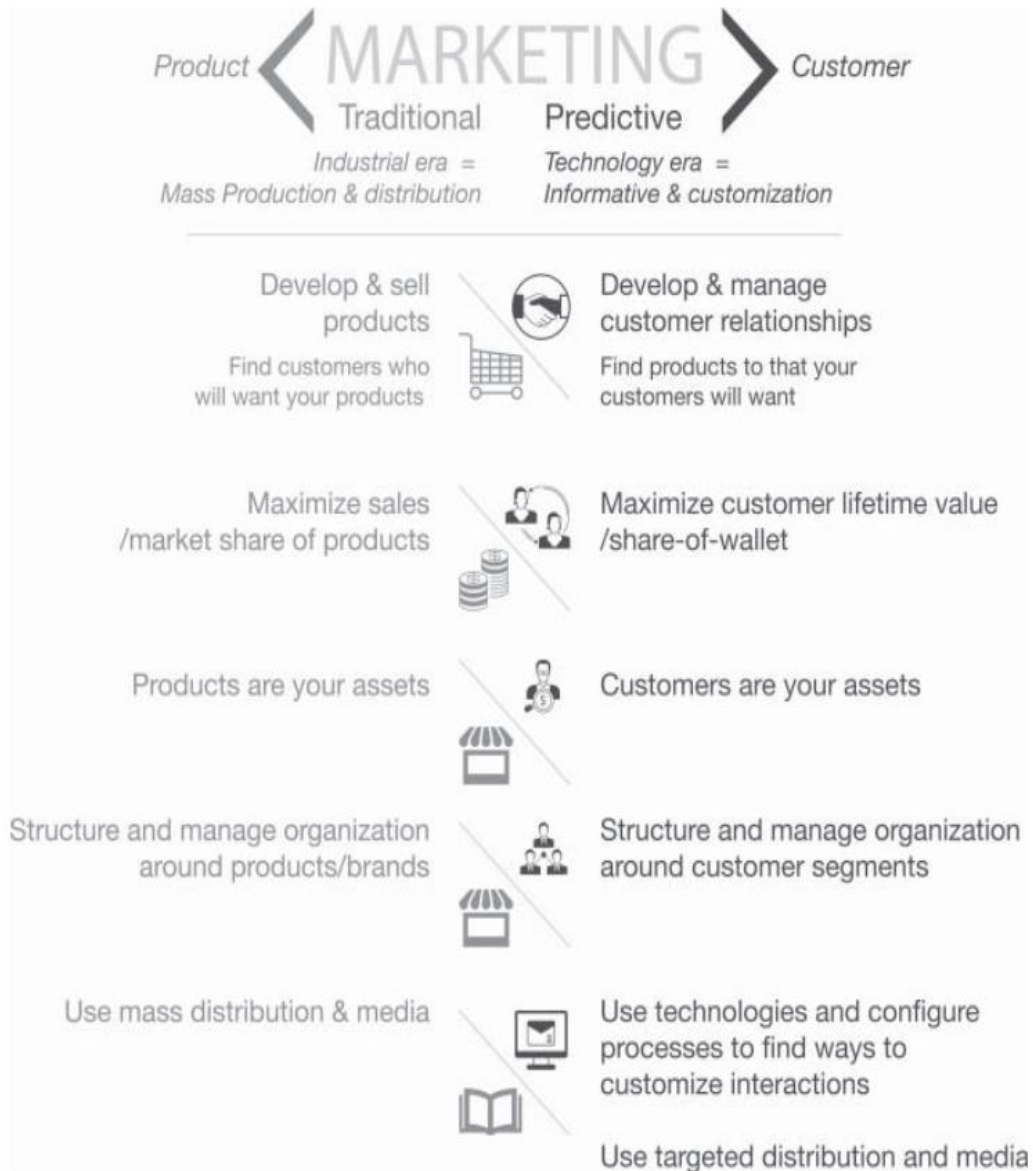 MARKETING
Product
Customer
Traditional
Predictive
Industrial era =
Mass Production & distribution
Technology era =
Informative & customization
Develop & sell
products
Find customers who
will want your products
Develop & manage
customer relationships
Find products to that your
customers will want
Maximize sales
/market share of products
Maximize customer lifetime value
/share-of-wallet
Products are your assets
Customers are your assets
Structure and manage organization
around products/brands
Structure and manage organization
around customer segments
Use mass distribution & media
Use technologies and configure
processes to find ways to
customize interactions
Use targeted distribution and media